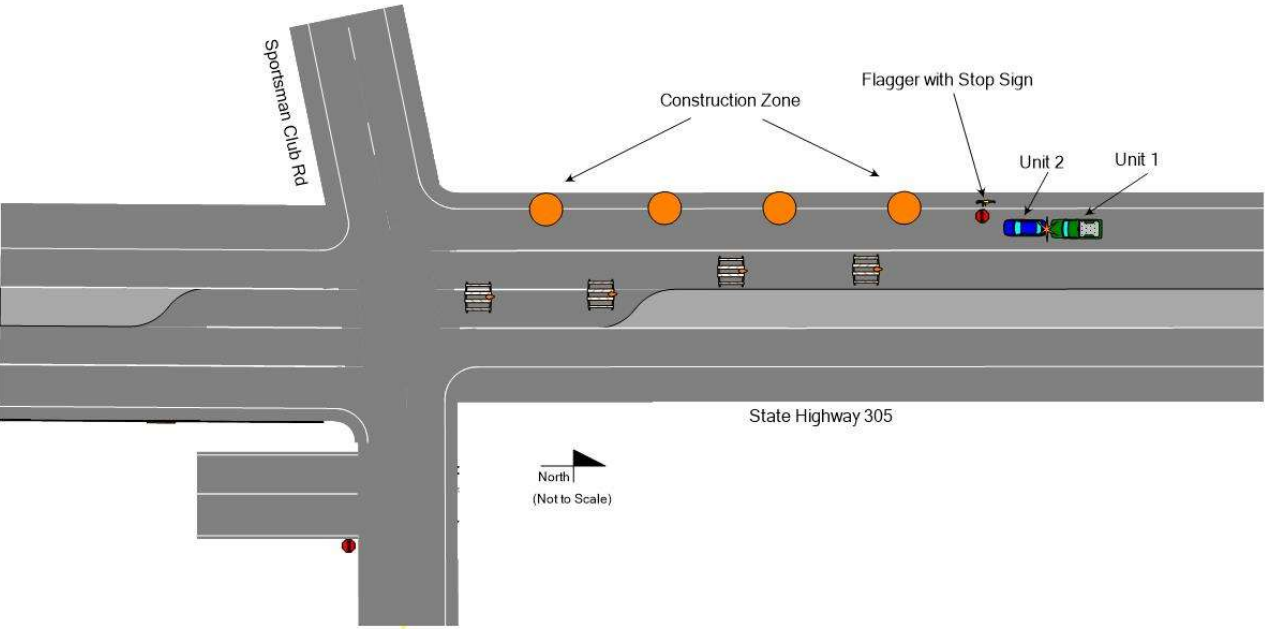 Sportsman Club Rd
Construction Zone
Flagger with Stop Sign
Unit 2
Unit 1
State Highway 305
North
(Not to Scale)